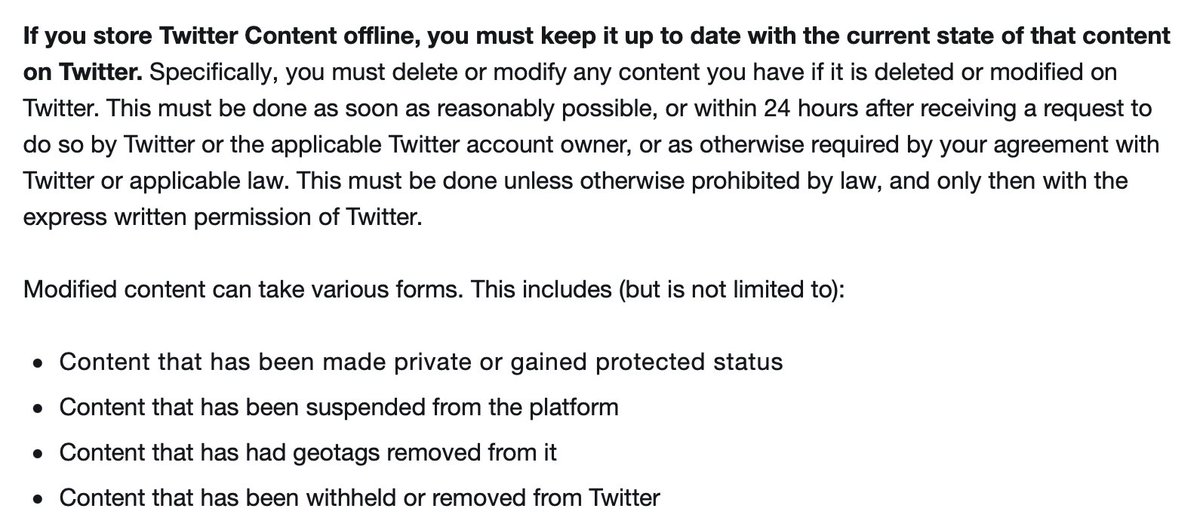 If you store Twitter Content offline, you must keep it up to date with the current state of that content
on Twitter. Specifically, you must delete or modify any content you have if it is deleted or modified on
Twitter. This must be done as soon as reasonably possible, or within 24 hours after receiving a request to
do so by Twitter or the applicable Twitter account owner, or as otherwise required by your agreement with
Twitter or applicable law. This must be done unless otherwise prohibited by law, and only then with the
express written permission of Twitter.
Modified content can take various forms. This includes (but is not limited to):
• Content that has been made private or gained protected status
• Content that has been suspended from the platform
• Content that has had geotags removed from it
• Content that has been withheld or removed from Twitter